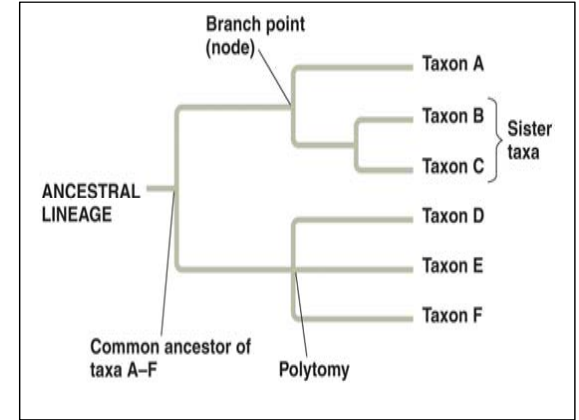 Branch point
(node)
Taxon A
Taxon B
Sister
taxa
Taxon C
ANCESTRAL
LINEAGE
Taxon D
Taxon E
Taxon F
Common ancestor of
taxa A–F
Polytomy